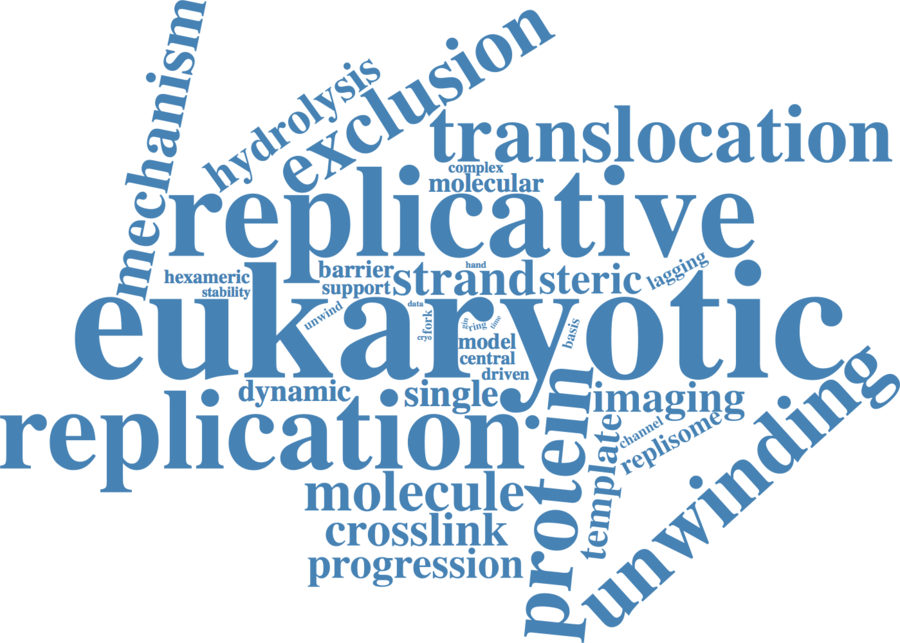 mechanism
hydrolysis
exclusion
translocation
complex
molecular
replicative
hexameric
stability
barrier
support
strand
hand
steric
lagging
eukaryotic
unwind
data
fork
cryo
gin
ring
time
basis
model
central
driven
dynamic
single
imaging
replication
protein
template
channel
replisome
unwinding
molecule
crosslink
progression